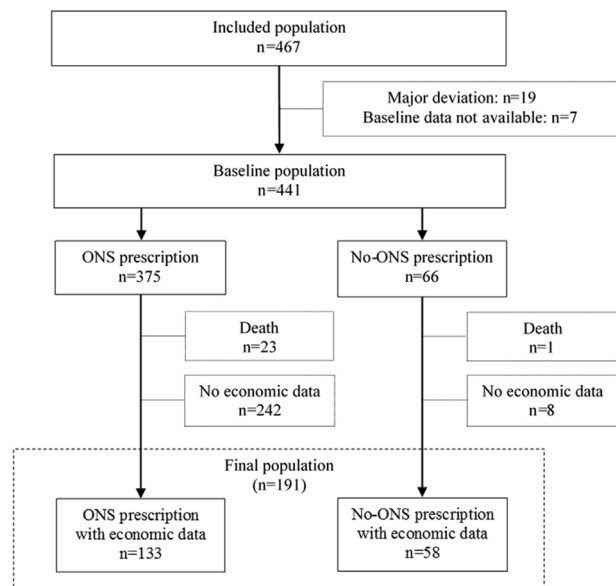 Included population
n=467
Major deviation: n=19
Baseline data not available: n=7
Baseline population
n=441
ONS prescription
n=375
No-ONS prescription
n=66
Death
n=23
Death
n=1
No economic data
n=242
No economic data
n=8
Final population
(n=191)
ONS prescription
with economic data
n=133
No-ONS prescription
with economic data
n=58